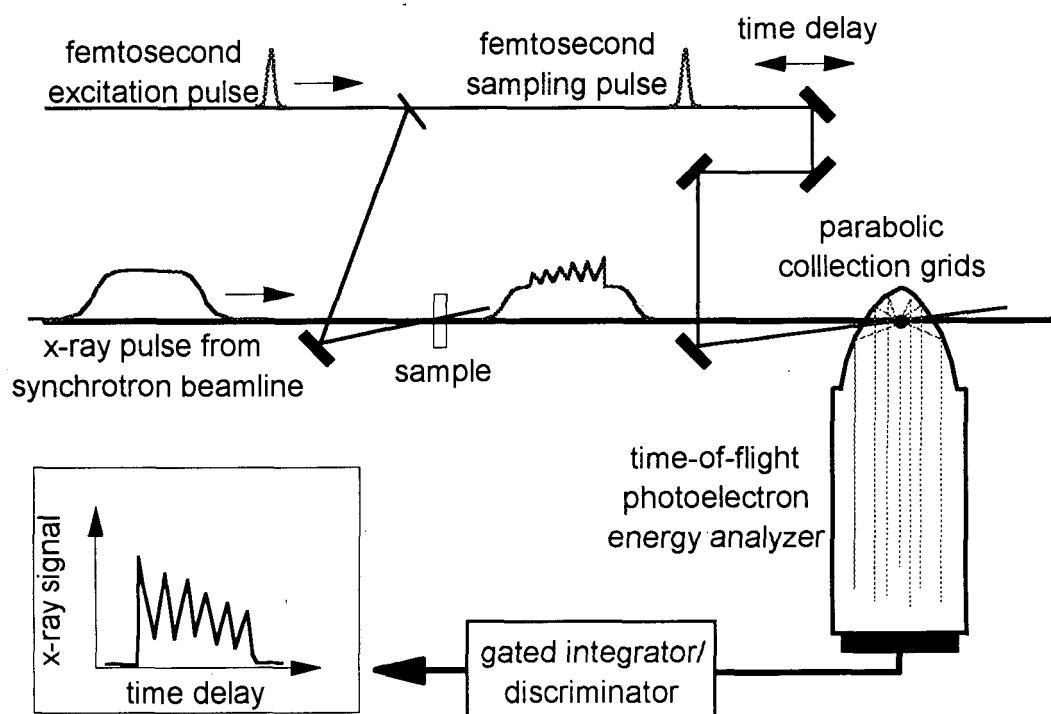 femtosecond
excitation pulse
femtosecond
sampling pulse
time delay
parabolic
colllection grids
x-ray pulse from
synchrotron beamline
sample
time-of-flight
photoelectron
energy analyzer
x-ray signal
time delay
gated integrator/
discriminator